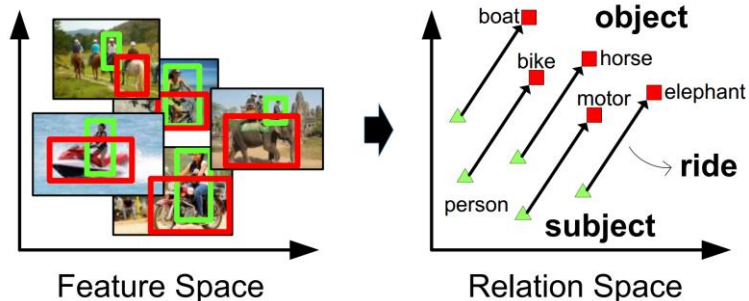 boat
object
bike
horse
motor
elephant
ride
person
subject
Feature Space
Relation Space